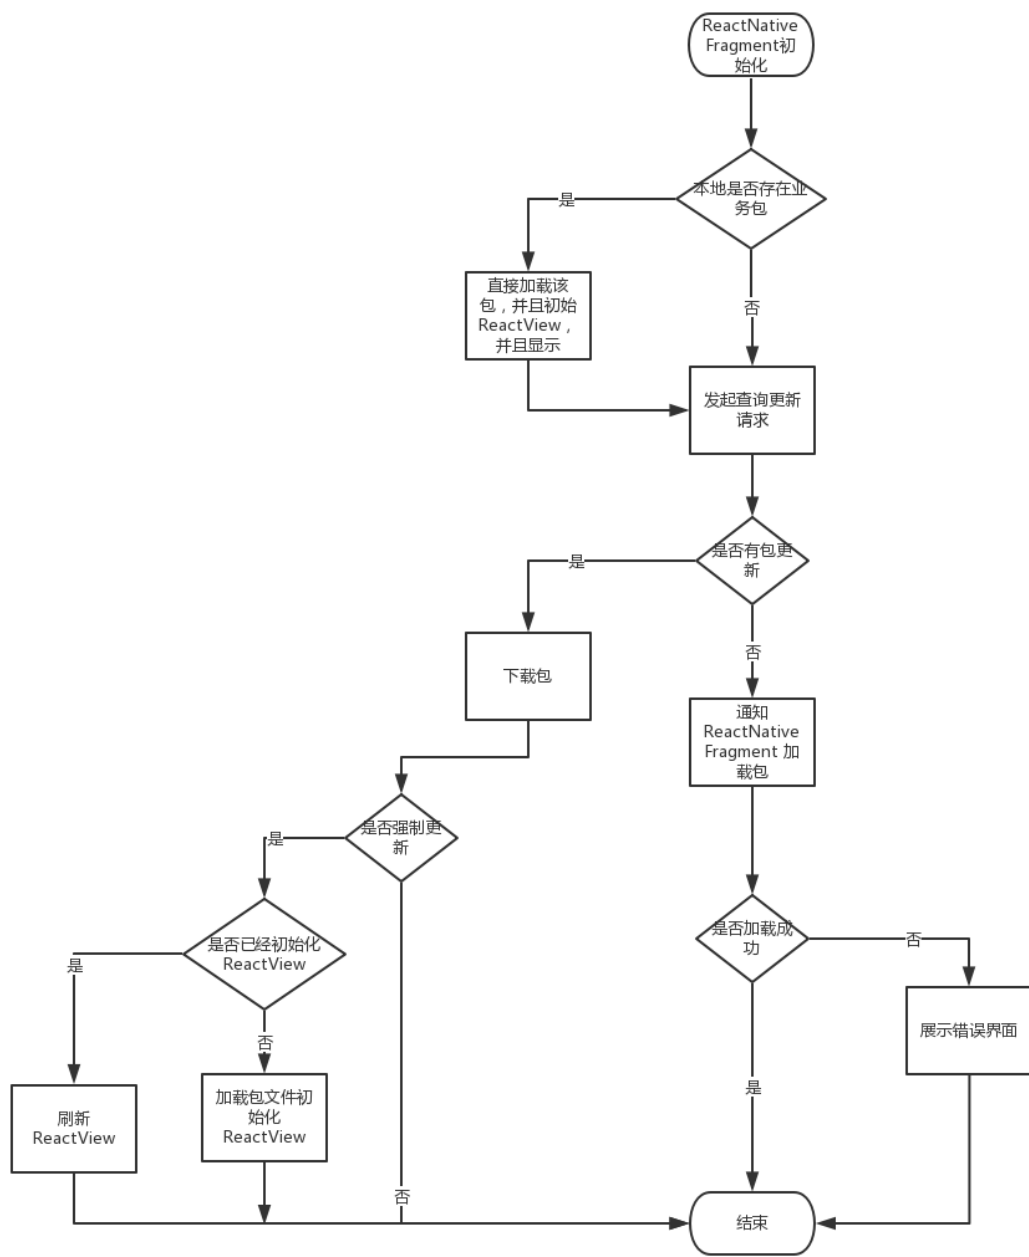 ReactNative
Fragment初
始化
本地是否存在业
务包
是
直接加载该
包，并且初始
ReactView，
并且显示
否
发起查询更新
请求
是否有包更
新
是
下载包
否
通知
ReactNative
Fragment 加
载包
是否强制更
新
是
是否已经初始化
ReactView
是
否
是否加载成
功
否
展示错误界面
刷新
ReactView
加载包文件初
始化
ReactView
是
否
结束